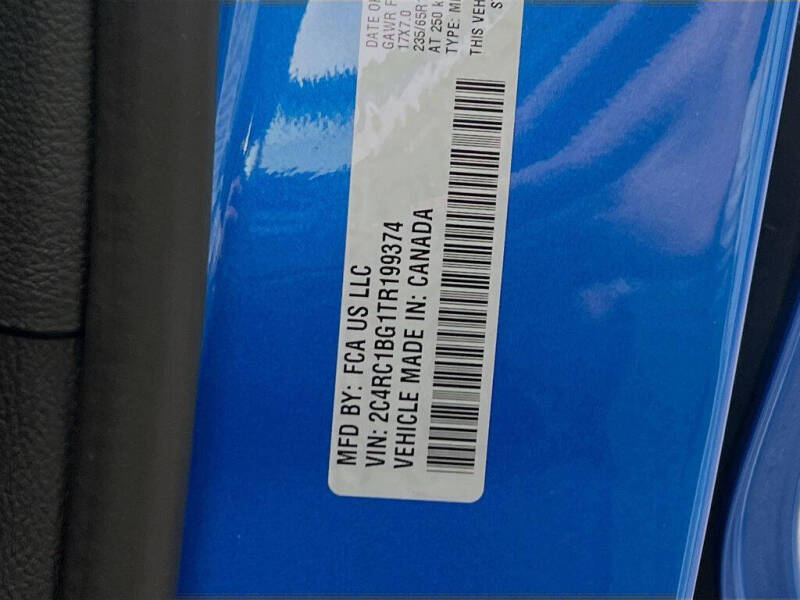 MFD BY: FCA US LLC
VIN: 2C4RC1BG1TR199374
VEHICLE MADE IN: CANADA
DATE O
GAWR F
17X7.0
235/65R
AT 250 k
TYPE: M
THIS VEH